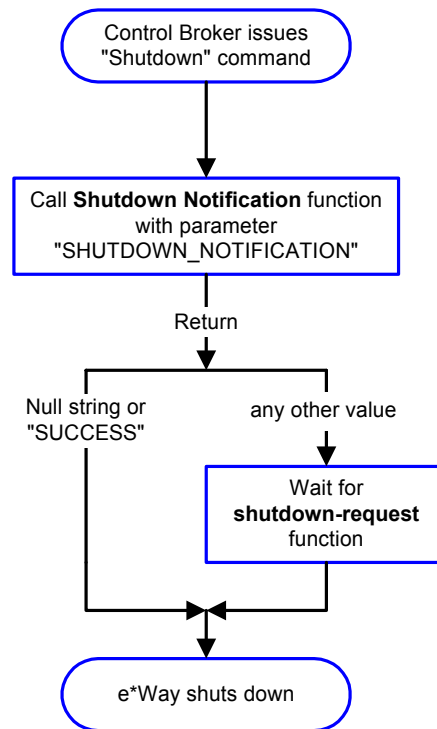 Control Broker issues
"Shutdown" command
Call Shutdown Notification function
with parameter
"SHUTDOWN_NOTIFICATION"
Return
Null string or
"SUCCESS"
any other value
Wait for
shutdown-request
function
e*Way shuts down